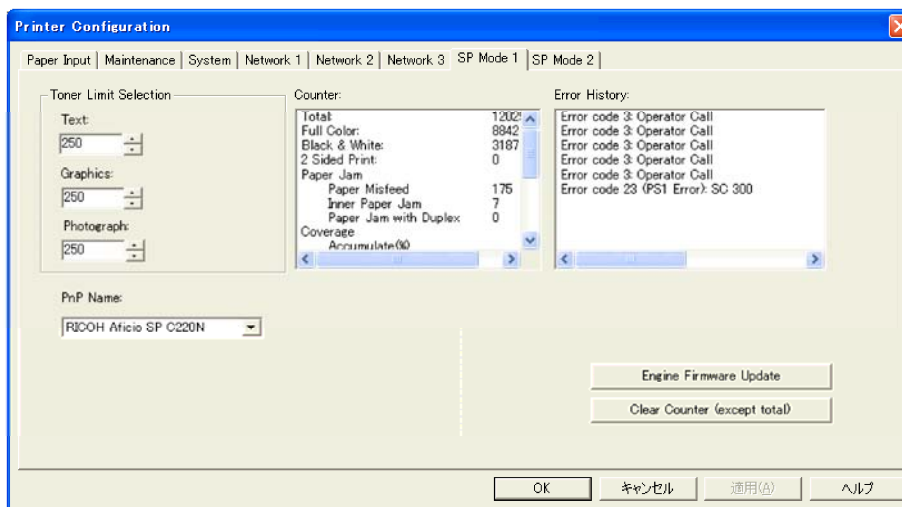 Printer Configuration
Paper Input | Maintenance | System | Network 1 | Network 2 | Network 3 | SP Mode 1 | SP Mode 2
Toner Limit Selection
Text:
250
Graphics:
250
Photograph:
250
Counter:
Total:
Full Color: 8842
Black & White: 3187
2 Sided Print: 0
Paper Jam
Paper Misfeed 175
Inner Paper Jam 7
Paper Jam with Duplex 0
Coverage
Accumulate(%)
Error History:
Error code 3: Operator Call
Error code 3: Operator Call
Error code 3: Operator Call
Error code 3: Operator Call
Error code 3: Operator Call
Error code 23 (PS1 Error): SC 300
PnP Name:
RICOH Aficio SP C220N
Engine Firmware Update
Clear Counter (except total)
OK キャンセル 適用(A) ヘルプ